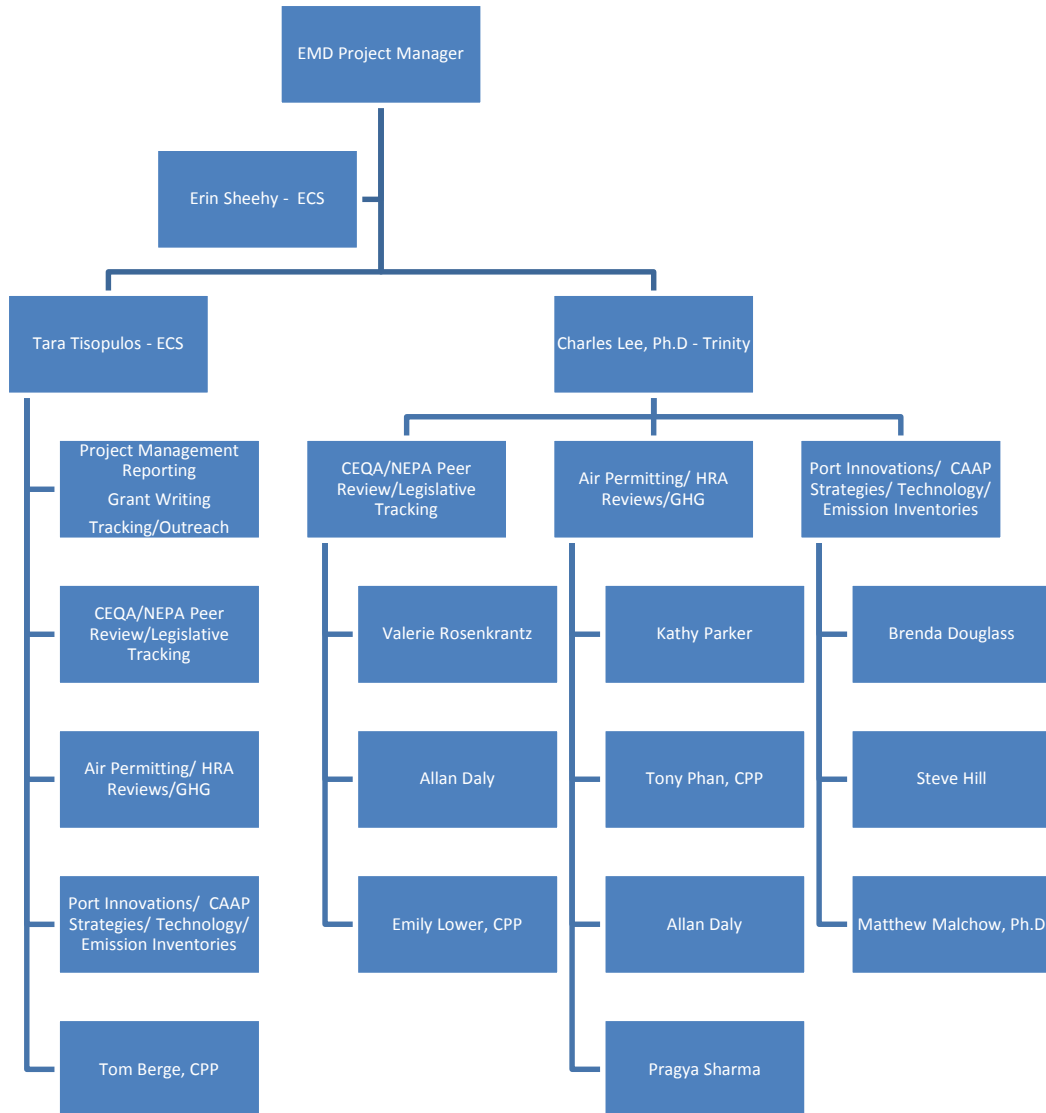 EMD Project Manager
Erin Sheehy - ECS
Tara Tisopulos - ECS
Charles Lee, Ph.D - Trinity
Project Management
Reporting
Grant Writing
Tracking/Outreach
CEQA/NEPA Peer
Review/Legislative
Tracking
Air Permitting/ HRA
Reviews/GHG
Port Innovations/ CAAP
Strategies/ Technology/
Emission Inventories
Tom Berge, CPP
CEQA/NEPA Peer
Review/Legislative
Tracking
Valerie Rosenkrantz
Allan Daly
Emily Lower, CPP
Air Permitting/ HRA
Reviews/GHG
Kathy Parker
Tony Phan, CPP
Allan Daly
Pragya Sharma
Port Innovations/ CAAP
Strategies/ Technology/
Emission Inventories
Brenda Douglass
Steve Hill
Matthew Malchow, Ph.D